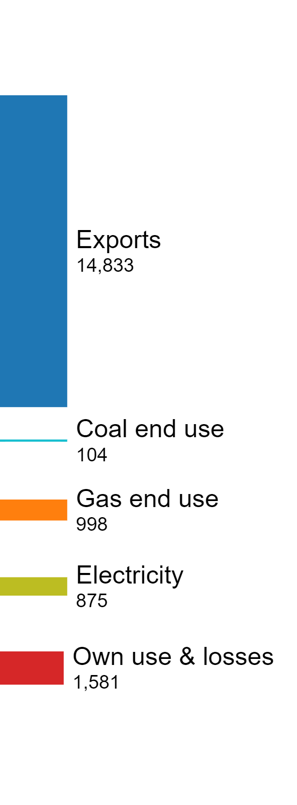 Exports
14,833
Coal end use
104
Gas end use
998
Electricity
875
Own use & losses
1,581